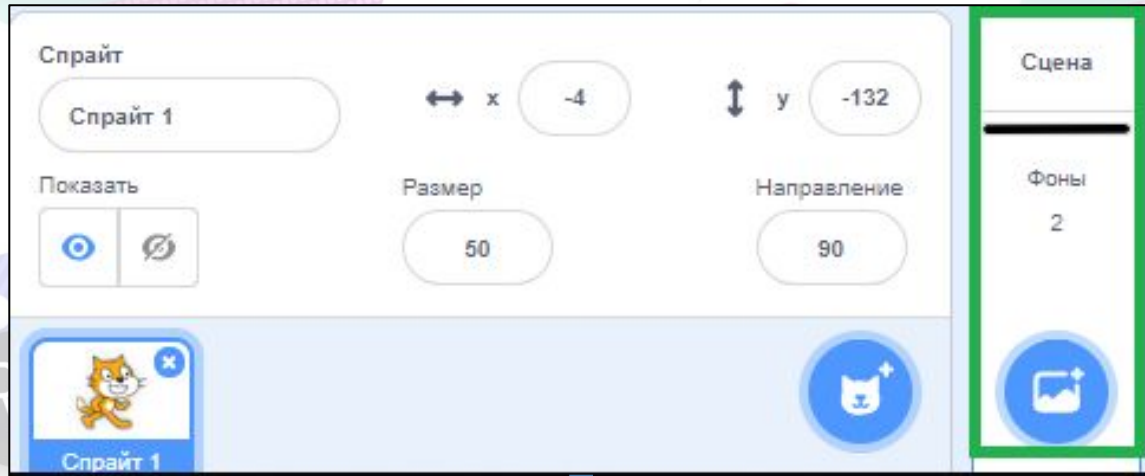 Спрайт
Спрайт 1
x -4
y -132
Показать
Размер
50
Направление
90
Спрайт 1
Сцена
Фоны
2